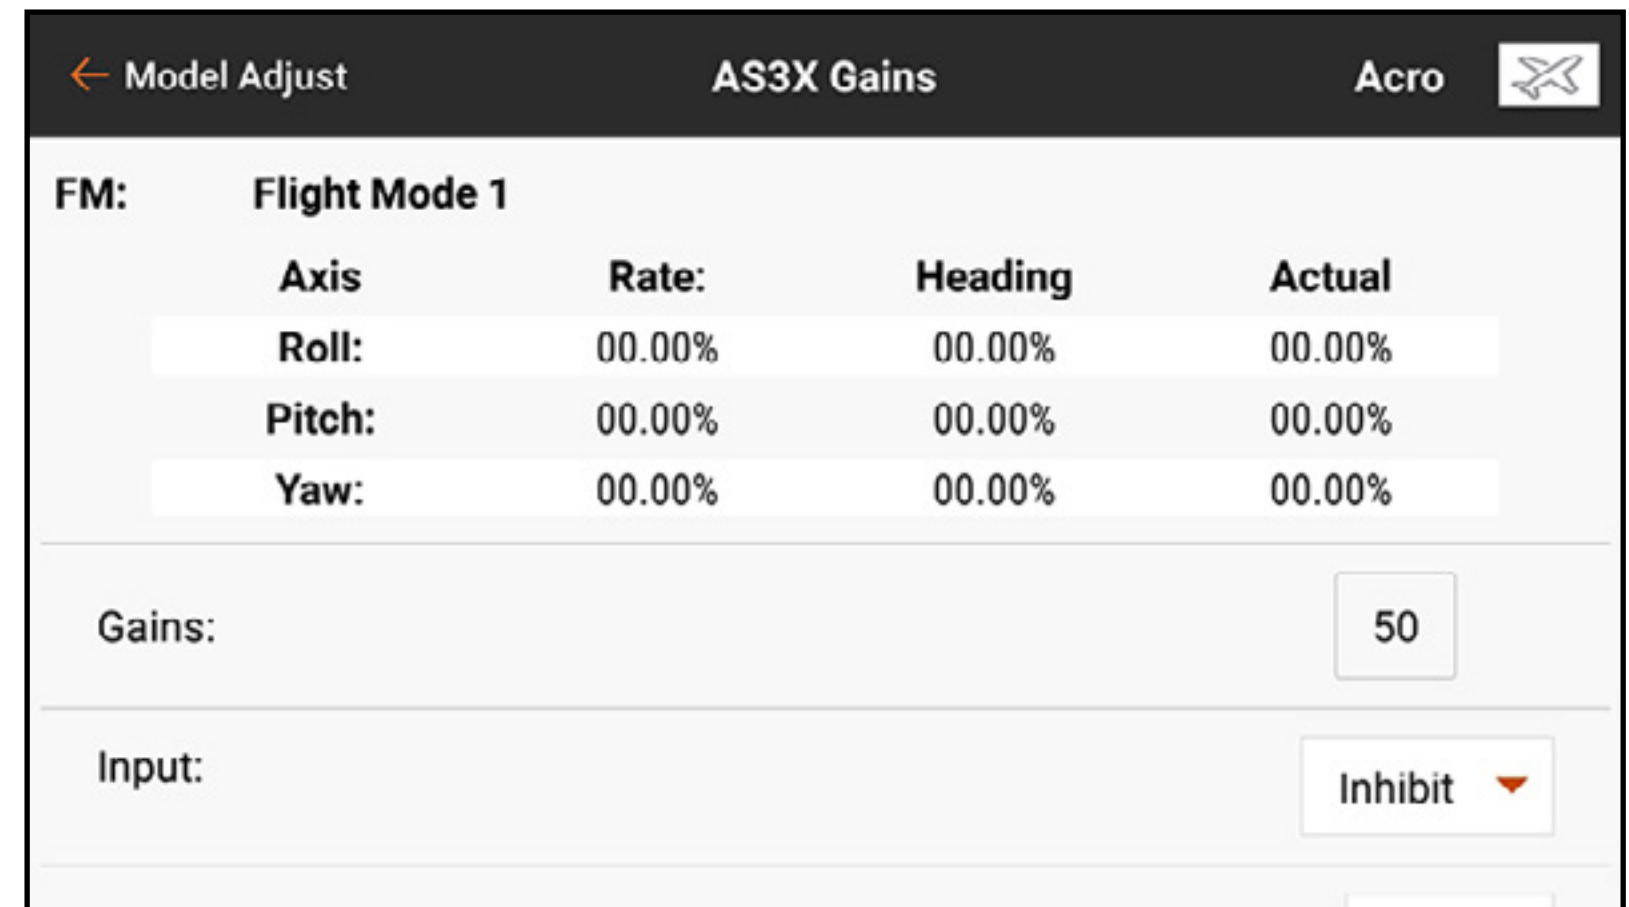 ← Model Adjust AS3X Gains Acro
FM: Flight Mode 1
Axis Rate: Heading Actual
Roll: 00.00% 00.00% 00.00%
Pitch: 00.00% 00.00% 00.00%
Yaw: 00.00% 00.00% 00.00%
Gains: 50
Input: Inhibit